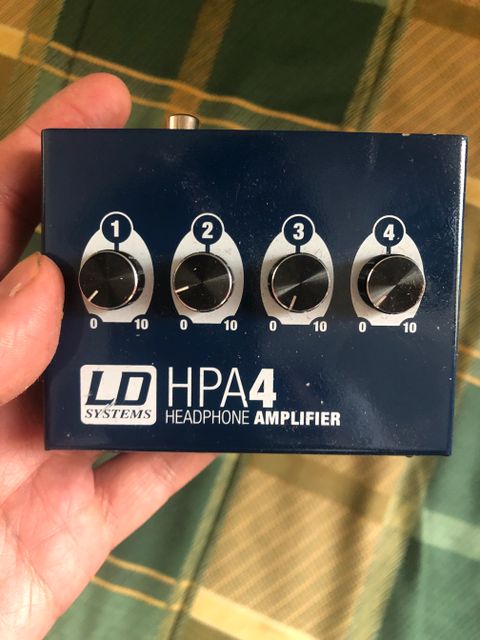 1 2 3 4
0 10 0 10 0 10 0 10
LD
SYSTEMS
HPA4
HEADPHONE AMPLIFIER